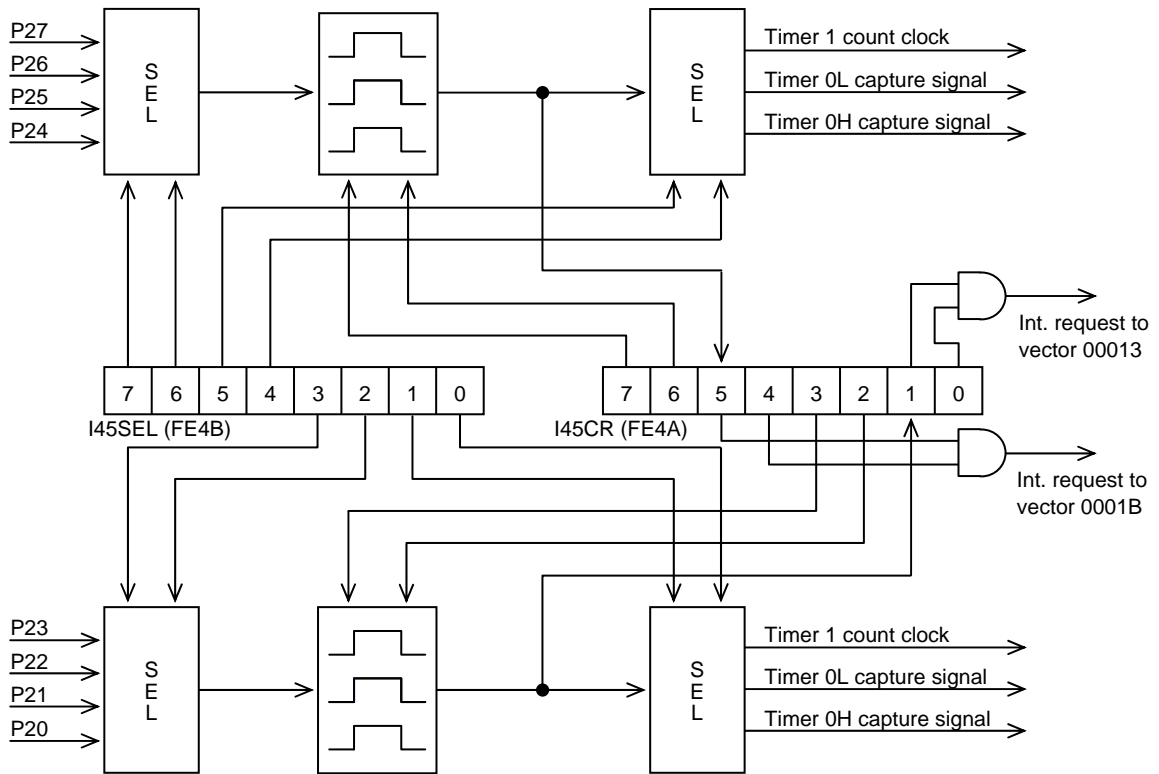 P27
P26
P25
P24
S
E
L
S
E
L
Timer 1 count clock
Timer 0L capture signal
Timer 0H capture signal
Int. request to
vector 00013
7 6 5 4 3 2 1 0
I45SEL (FE4B)
7 6 5 4 3 2 1 0
I45CR (FE4A)
Int. request to
vector 0001B
P23
P22
P21
P20
S
E
L
S
E
L
Timer 1 count clock
Timer 0L capture signal
Timer 0H capture signal